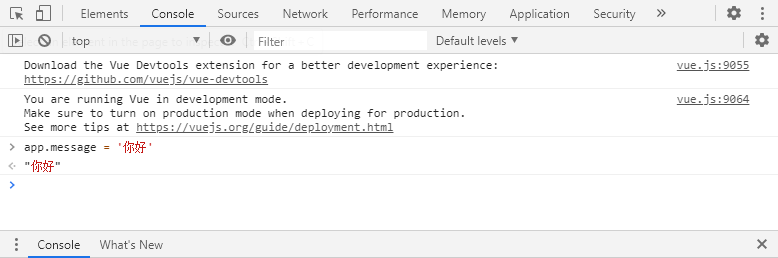 Elements Console Sources Network Performance Memory Application Security »
top ▼ Filter Default levels ▼
Download the Vue Devtools extension for a better development experience: vue.js:9055
https://github.com/vuejs/vue-devtools
You are running Vue in development mode. vue.js:9064
Make sure to turn on production mode when deploying for production.
See more tips at https://vuejs.org/guide/deployment.html
> app.message = '你好'
"你好"
>
Console What's New